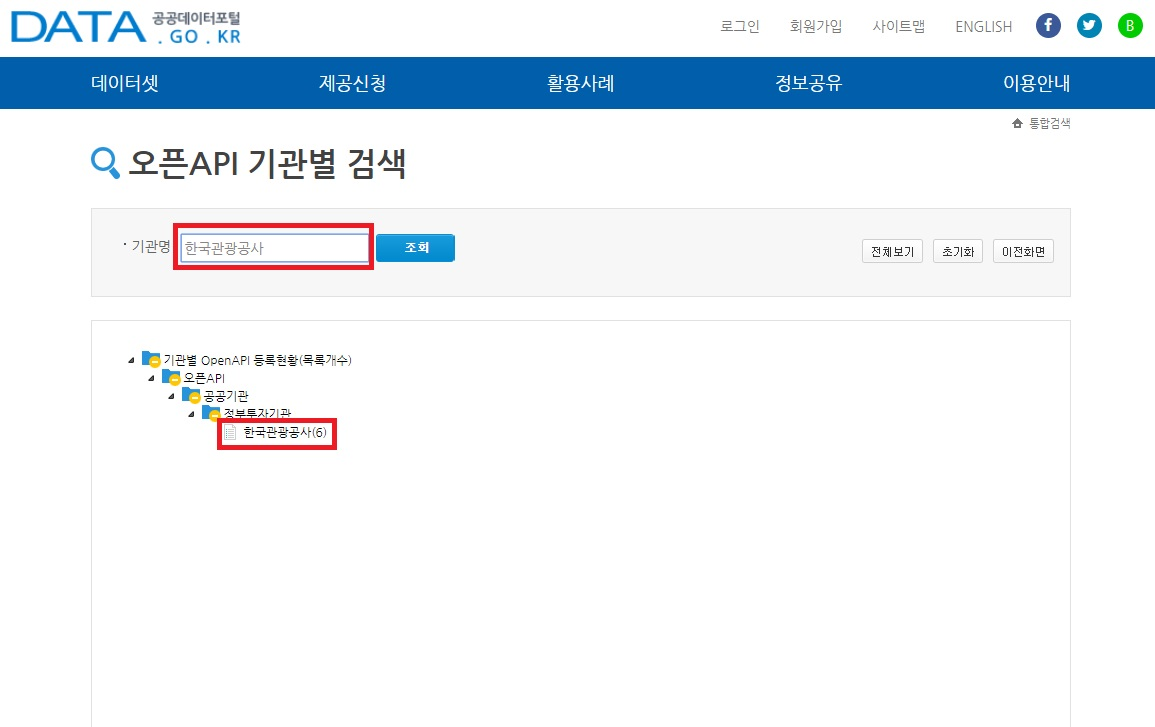 DATA 공공데이터포털
.GO.KR
로그인 회원가입 사이트맵 ENGLISH f B
데이터셋 제공신청 활용사례 정보공유 이용안내
통합검색
오픈API 기관별 검색
· 기관명 한국관광공사 조회 전체보기 초기화 이전화면
기관별 OpenAPI 등록현황(목록개수)
오픈API
공공기관
정부투자기관
한국관광공사(6)